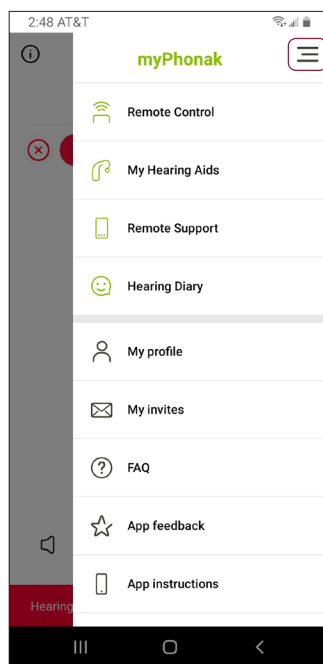 2:48 AT&T
myPhonak
Remote Control
My Hearing Aids
Remote Support
Hearing Diary
My profile
My invites
FAQ
App feedback
App instructions
Hearing